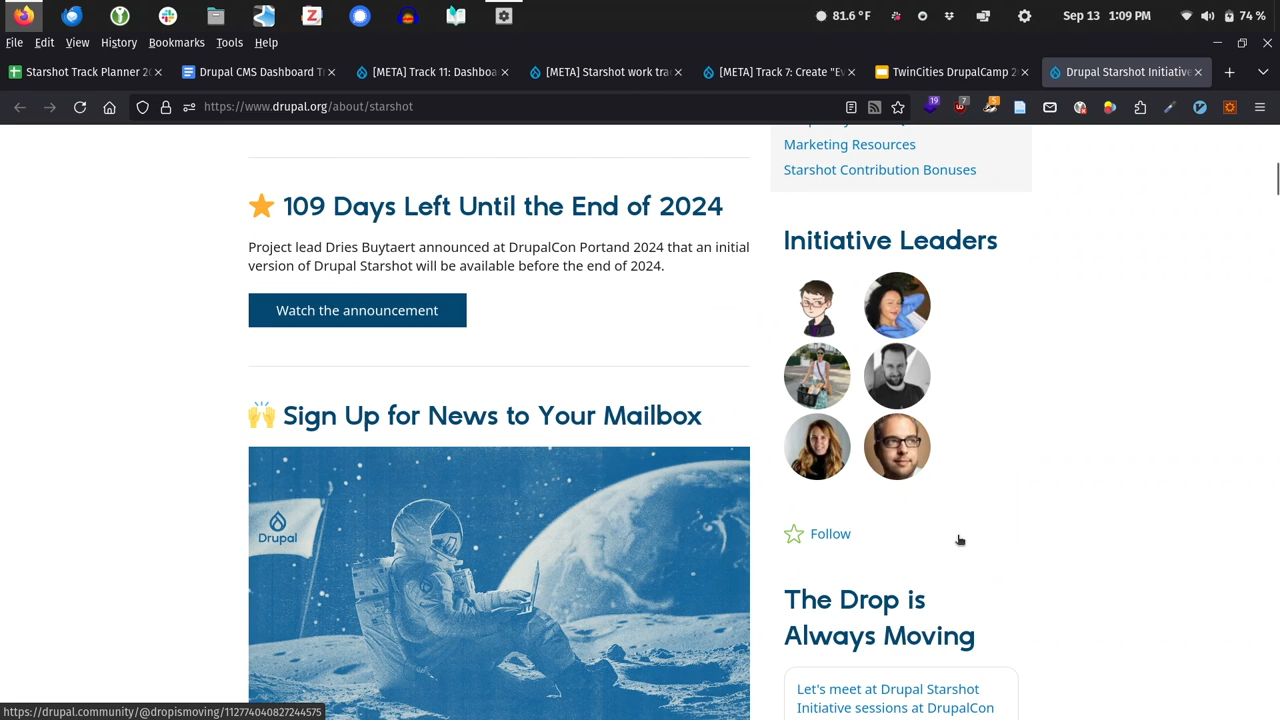 81.6 °F
Sep 13 1:09 PM
74 %
File Edit View History Bookmarks Tools Help
Starshot Track Planner 20
Drupal CMS Dashboard T
[META] Track 11: Dashboa
[META] Starshot work tra
[META] Track 7: Create "Ev
TwinCities DrupalCamp 2
Drupal Starshot Initiative
https://www.drupal.org/about/starshot
19
7
5
Marketing Resources
Starshot Contribution Bonuses
109 Days Left Until the End of 2024
Project lead Dries Buytaert announced at DrupalCon Portand 2024 that an initial
version of Drupal Starshot will be available before the end of 2024.
Watch the announcement
Sign Up for News to Your Mailbox
Drupal
Initiative Leaders
Follow
The Drop is
Always Moving
Let's meet at Drupal Starshot
Initiative sessions at DrupalCon
https://drupal.community/@dropismoving/112774040827244575